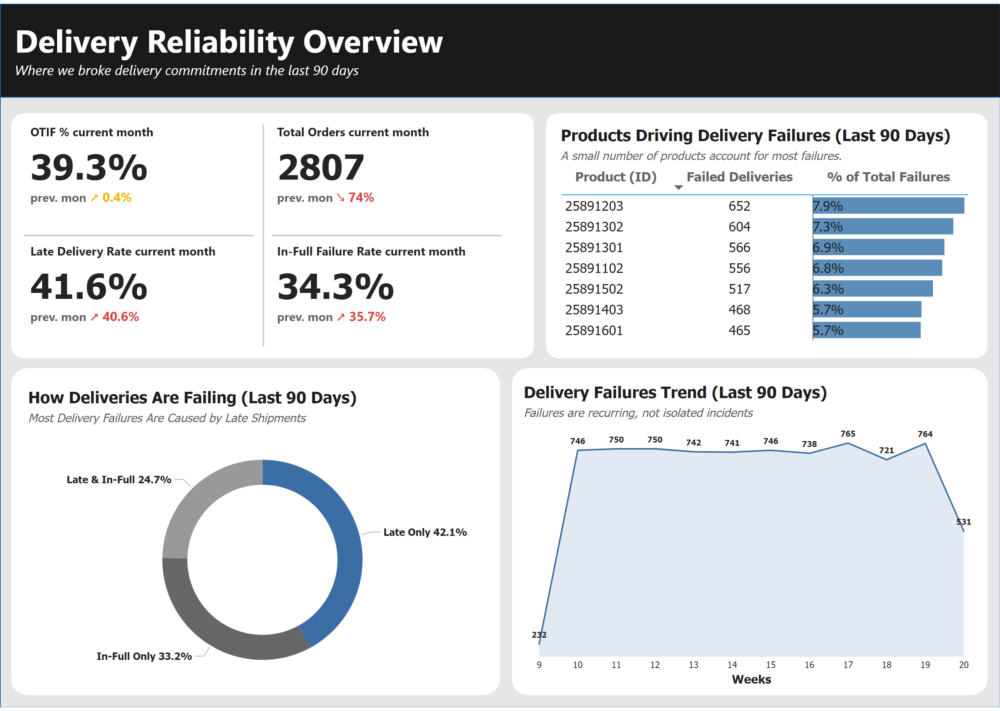 Delivery Reliability Overview
Where we broke delivery commitments in the last 90 days
OTIF % current month
39.3%
prev. mon ↗ 0.4%
Total Orders current month
2807
prev. mon ↘ 74%
Late Delivery Rate current month
41.6%
prev. mon ↗ 40.6%
In-Full Failure Rate current month
34.3%
prev. mon ↗ 35.7%
Products Driving Delivery Failures (Last 90 Days)
A small number of products account for most failures.
Product (ID) Failed Deliveries % of Total Failures
25891203 652 7.9%
25891302 604 7.3%
25891301 566 6.9%
25891102 556 6.8%
25891502 517 6.3%
25891403 468 5.7%
25891601 465 5.7%
How Deliveries Are Failing (Last 90 Days)
Most Delivery Failures Are Caused by Late Shipments
Late & In-Full 24.7%
Late Only 42.1%
In-Full Only 33.2%
Delivery Failures Trend (Last 90 Days)
Failures are recurring, not isolated incidents
232 746 750 750 742 741 746 738 765 721 764 531
9 10 11 12 13 14 15 16 17 18 19 20
Weeks